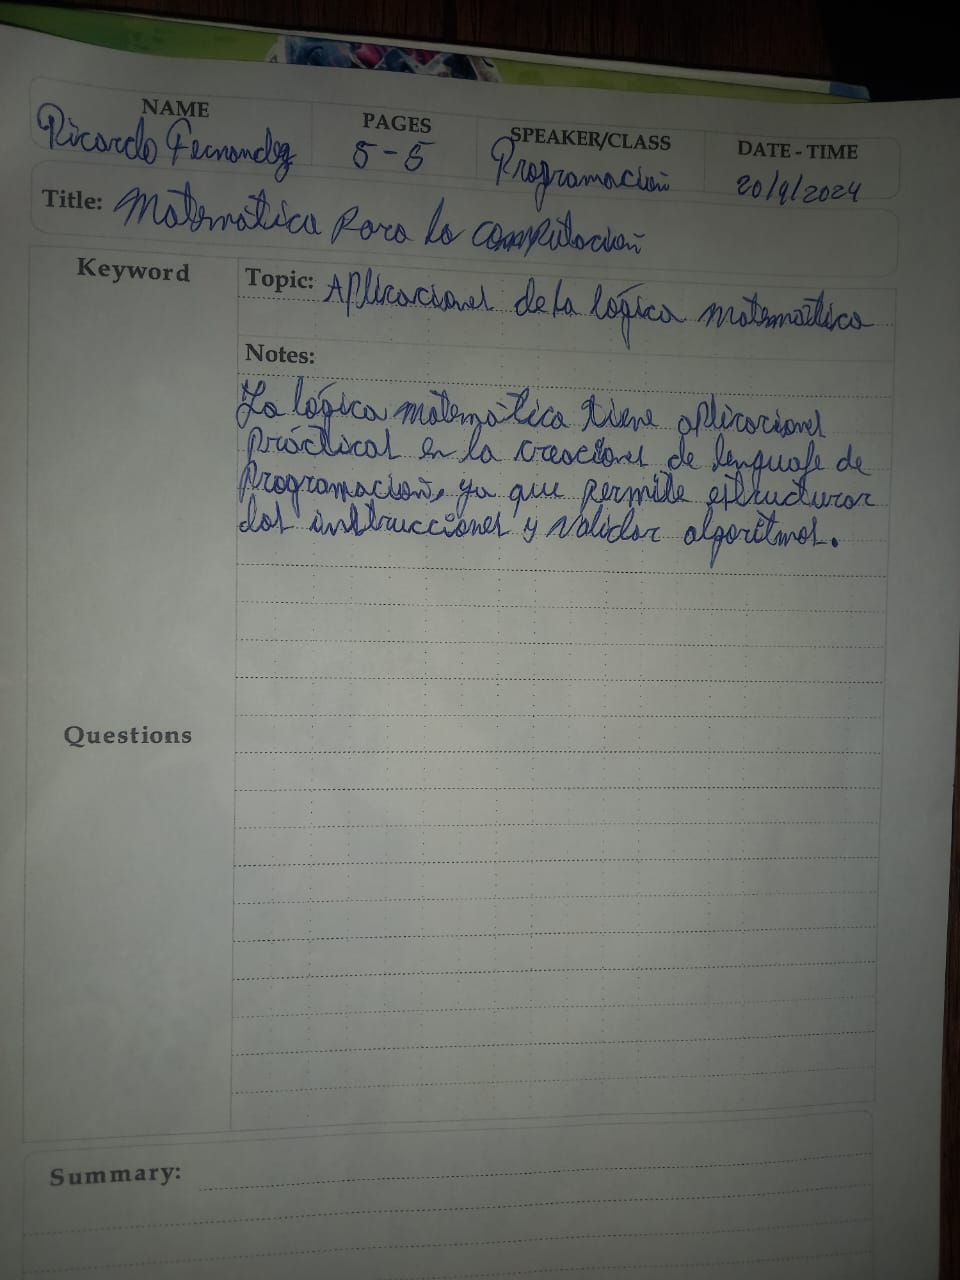 NAME
Ricardo Fernandez
PAGES
5 - 5
SPEAKER/CLASS
Programación
DATE - TIME
20/9/2024
Title: Matemática para la computación
Keyword
Topic: Aplicaciones de la lógica matemática
Notes:
La lógica matemática tiene aplicaciones
prácticas en la creaciones de lenguaje de
Programación, ya que permite estructurar
las instrucciones y validar algoritmos.
Questions
Summary: